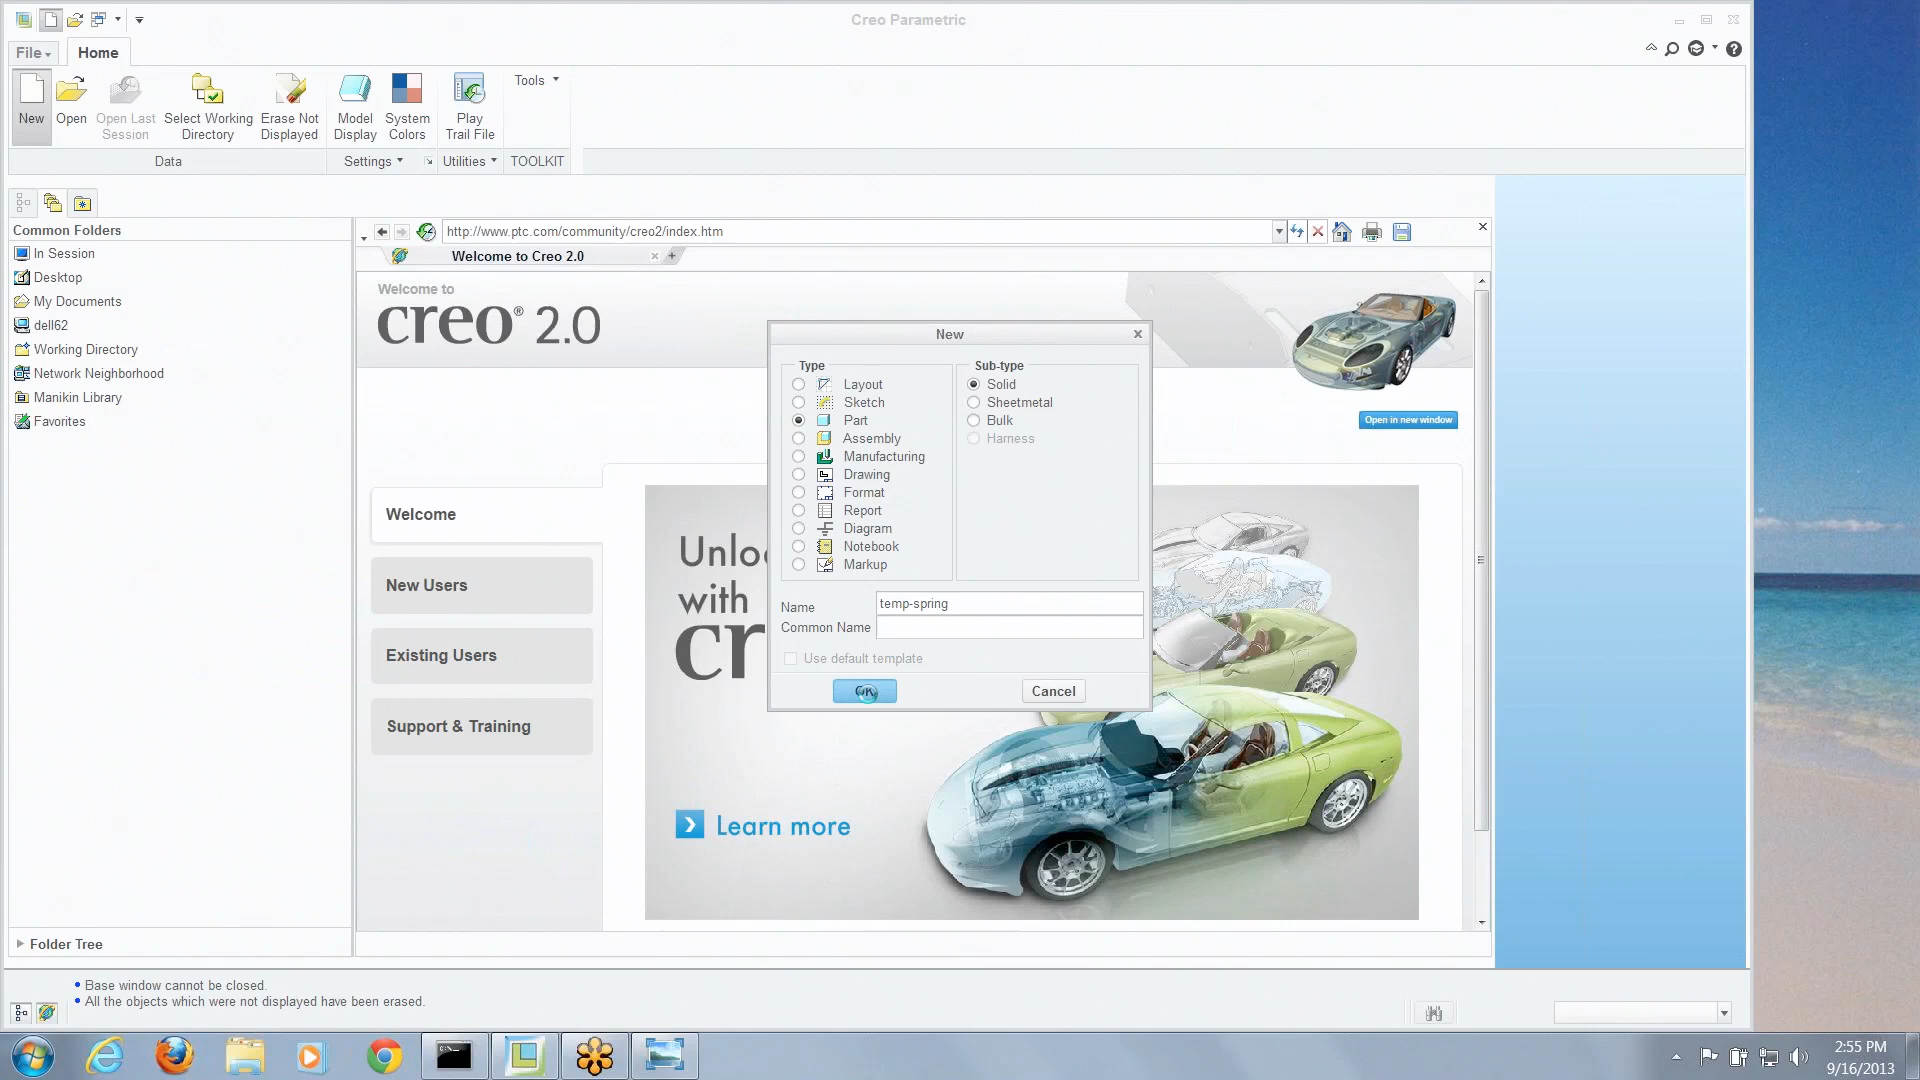 Creo Parametric
File
Home
New
Open
Open Last Session
Select Working Directory
Erase Not Displayed
Model Display
System Colors
Play Trail File
Tools
Data
Settings
Utilities
TOOLKIT
Common Folders
In Session
Desktop
My Documents
dell62
Working Directory
Network Neighborhood
Manikin Library
Favorites
Folder Tree
http://www.ptc.com/community/creo2/index.htm
Welcome to Creo 2.0
Welcome to
creo® 2.0
Open in new window
Welcome
New Users
Existing Users
Support & Training
Unloc
with
cr
Learn more
New
Type
Layout
Sketch
Part
Assembly
Manufacturing
Drawing
Format
Report
Diagram
Notebook
Markup
Sub-type
Solid
Sheetmetal
Bulk
Harness
Name
temp-spring
Common Name
Use default template
OK
Cancel
Base window cannot be closed.
All the objects which were not displayed have been erased.
2:55 PM
9/16/2013